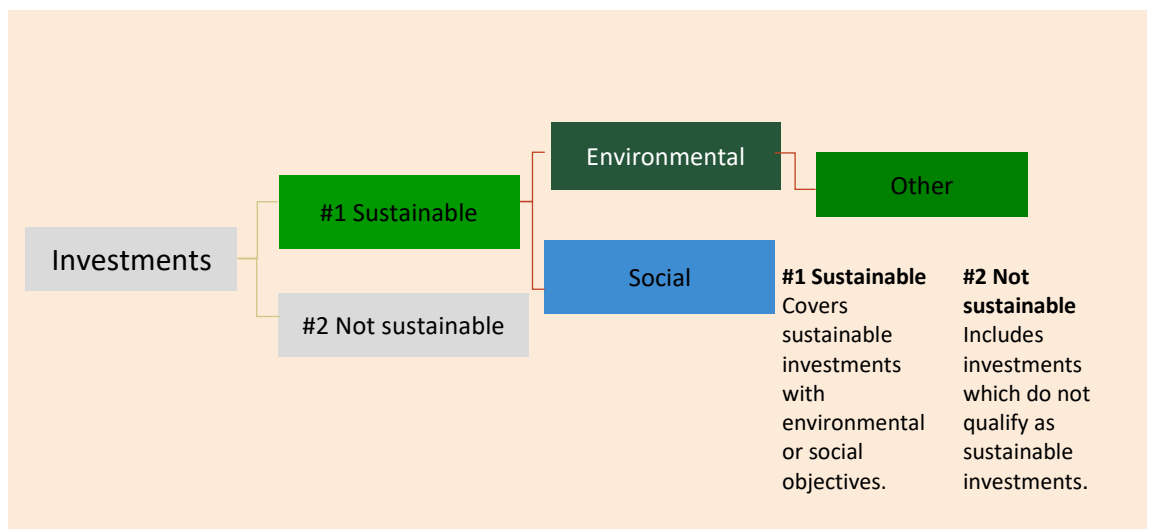 Investments
#1 Sustainable
#2 Not sustainable
Environmental
Social
Other
#1 Sustainable
Covers
sustainable
investments
with
environmental
or social
objectives.
#2 Not
sustainable
Includes
investments
which do not
qualify as
sustainable
investments.